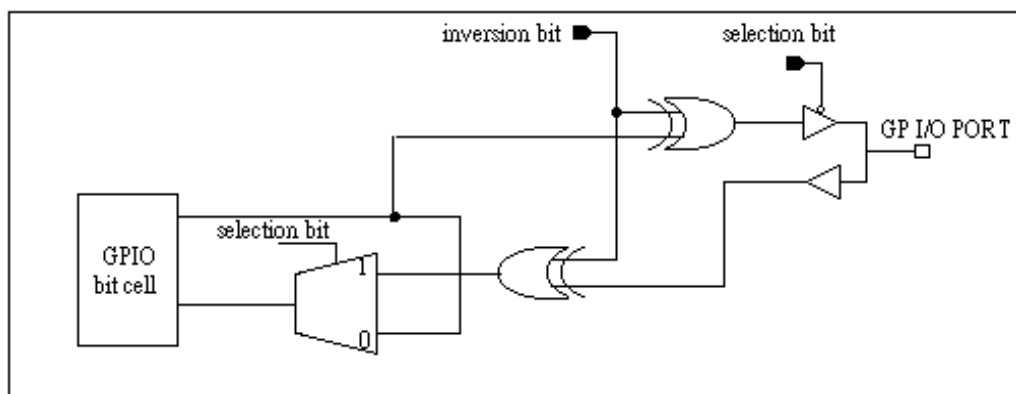 inversion bit
selection bit
GP I/O PORT
selection bit
GPIO
bit cell
1
0